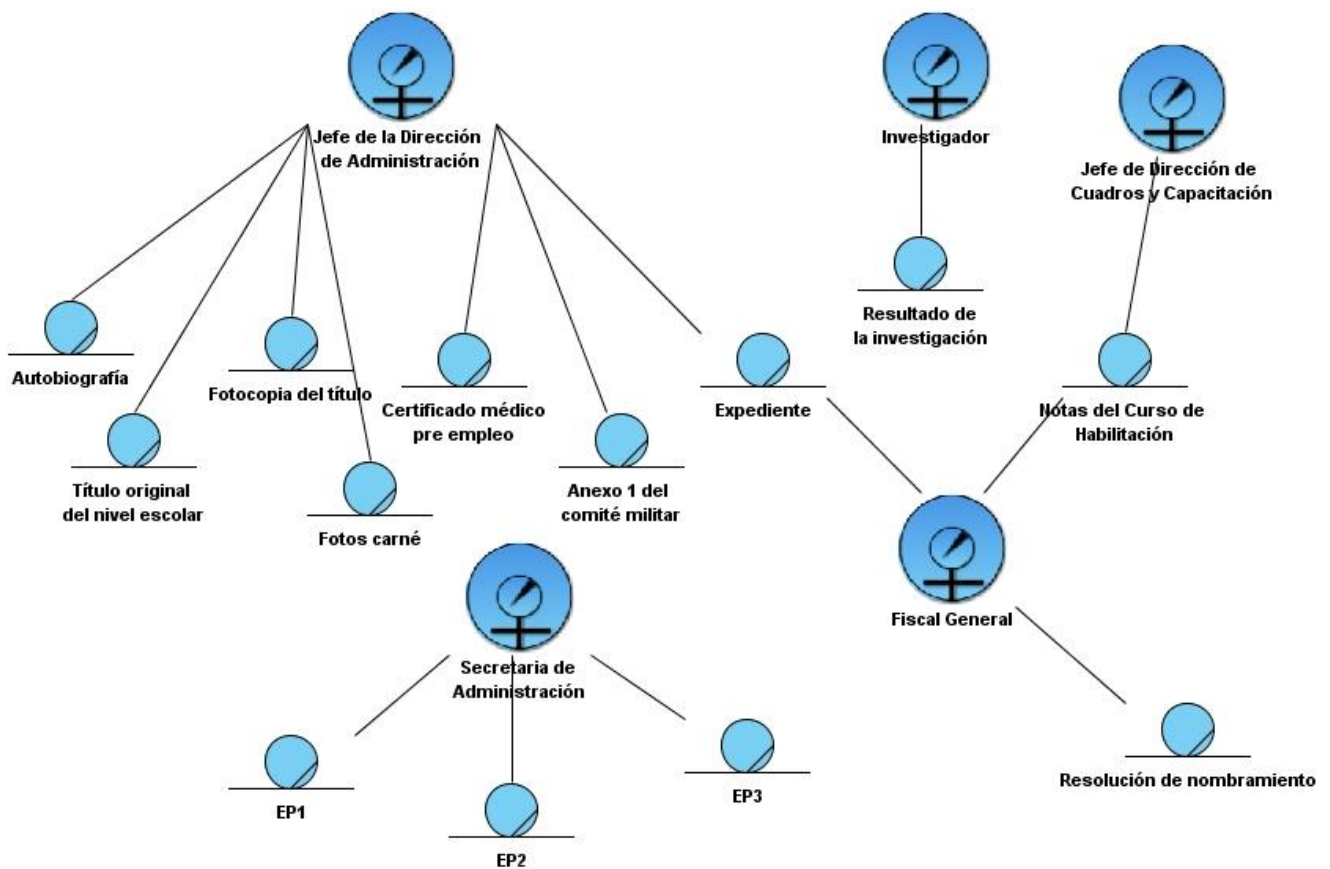 Jefe de la Dirección
de Administración
Investigador
Jefe de Dirección de
Cuadros y Capacitación
Autobiografía
Fotocopia del título
Certificado médico
pre empleo
Expediente
Resultado de
la investigación
Notas del Curso de
Habilitación
Título original
del nivel escolar
Fotos carné
Anexo 1 del
comité militar
Fiscal General
Secretaria de
Administración
EP1
EP2
EP3
Resolución de nombramiento